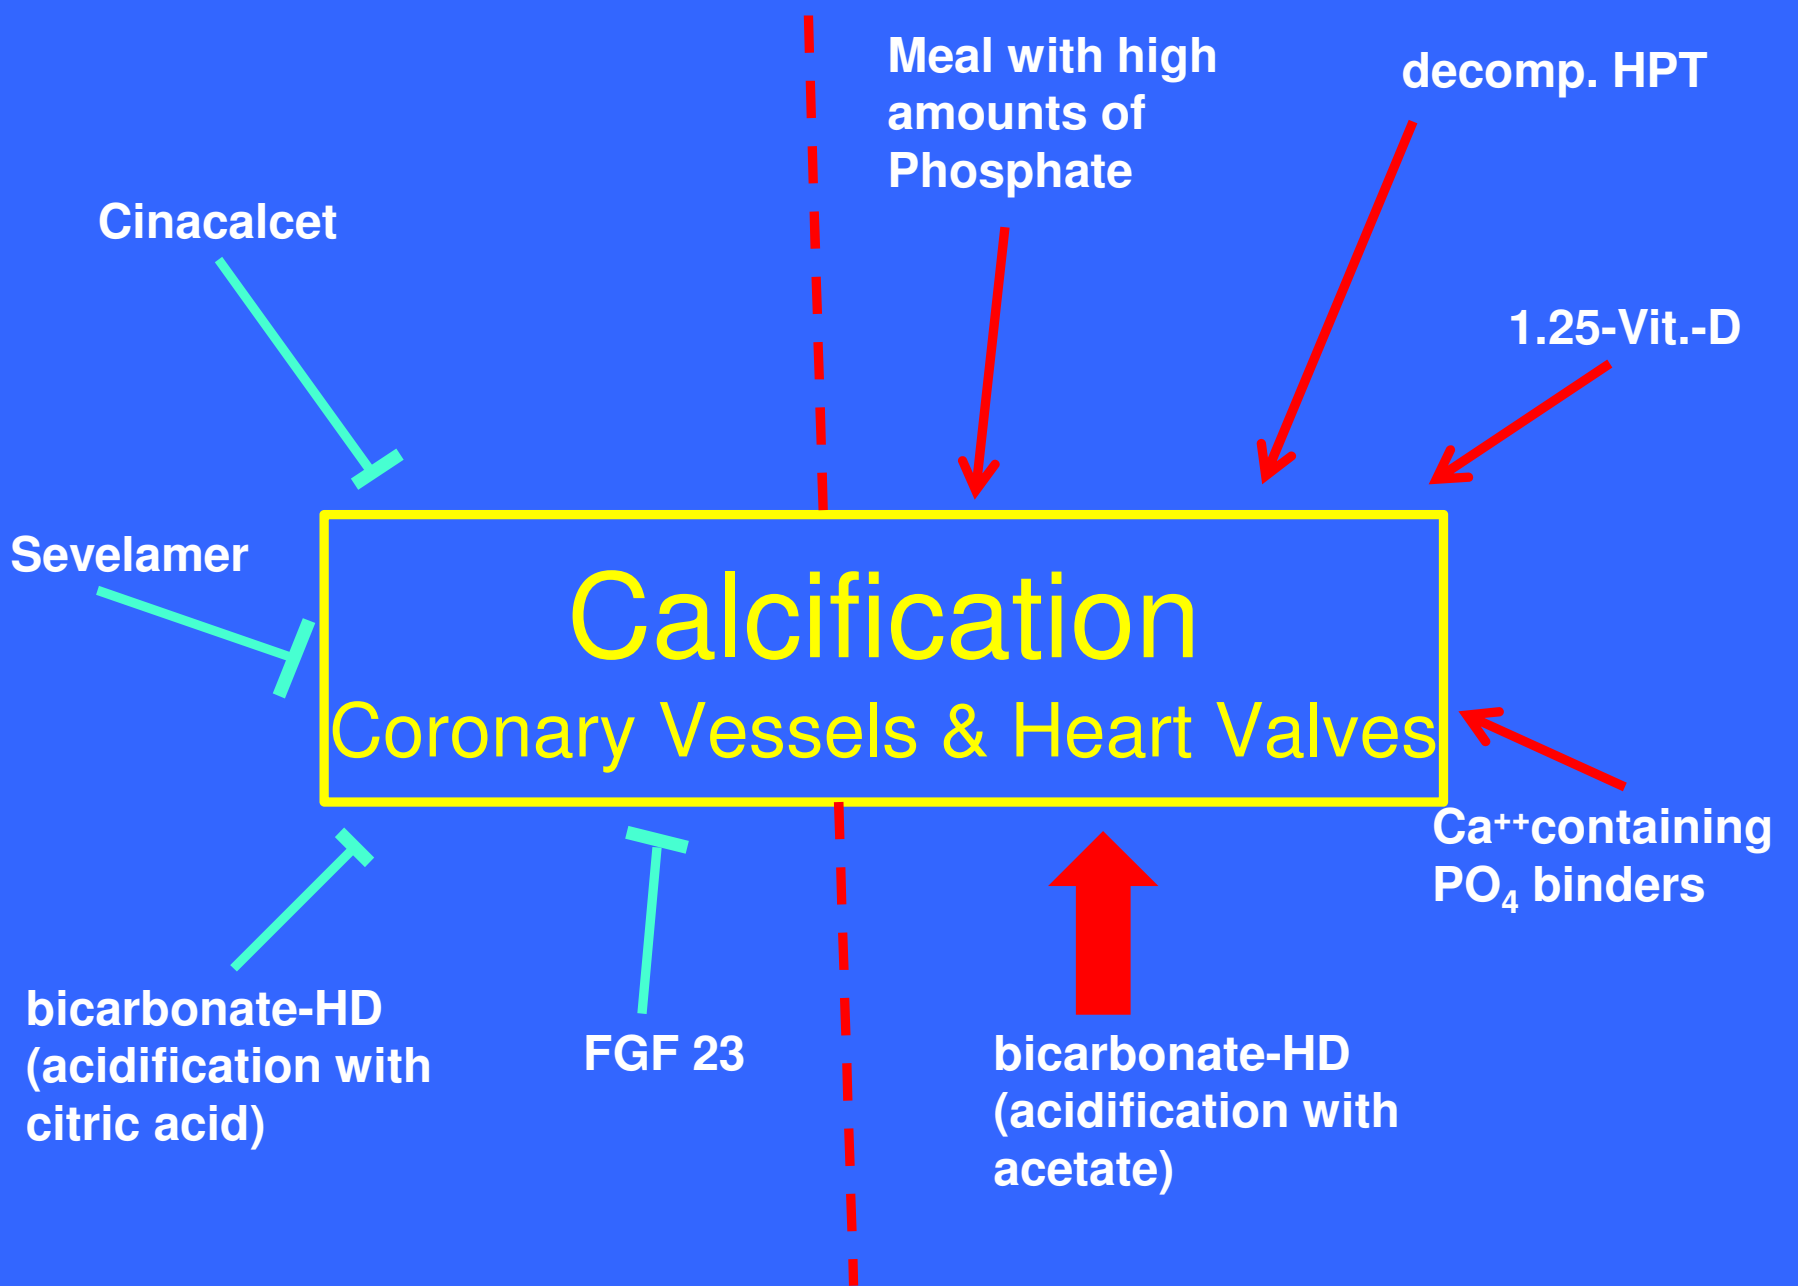 Meal with high
amounts of
Phosphate
decomp. HPT
Cinacalcet
1.25-Vit.-D
Sevelamer
Calcification
Coronary Vessels & Heart Valves
Ca⁺⁺containing
PO₄ binders
bicarbonate-HD
(acidification with
citric acid)
FGF 23
bicarbonate-HD
(acidification with
acetate)